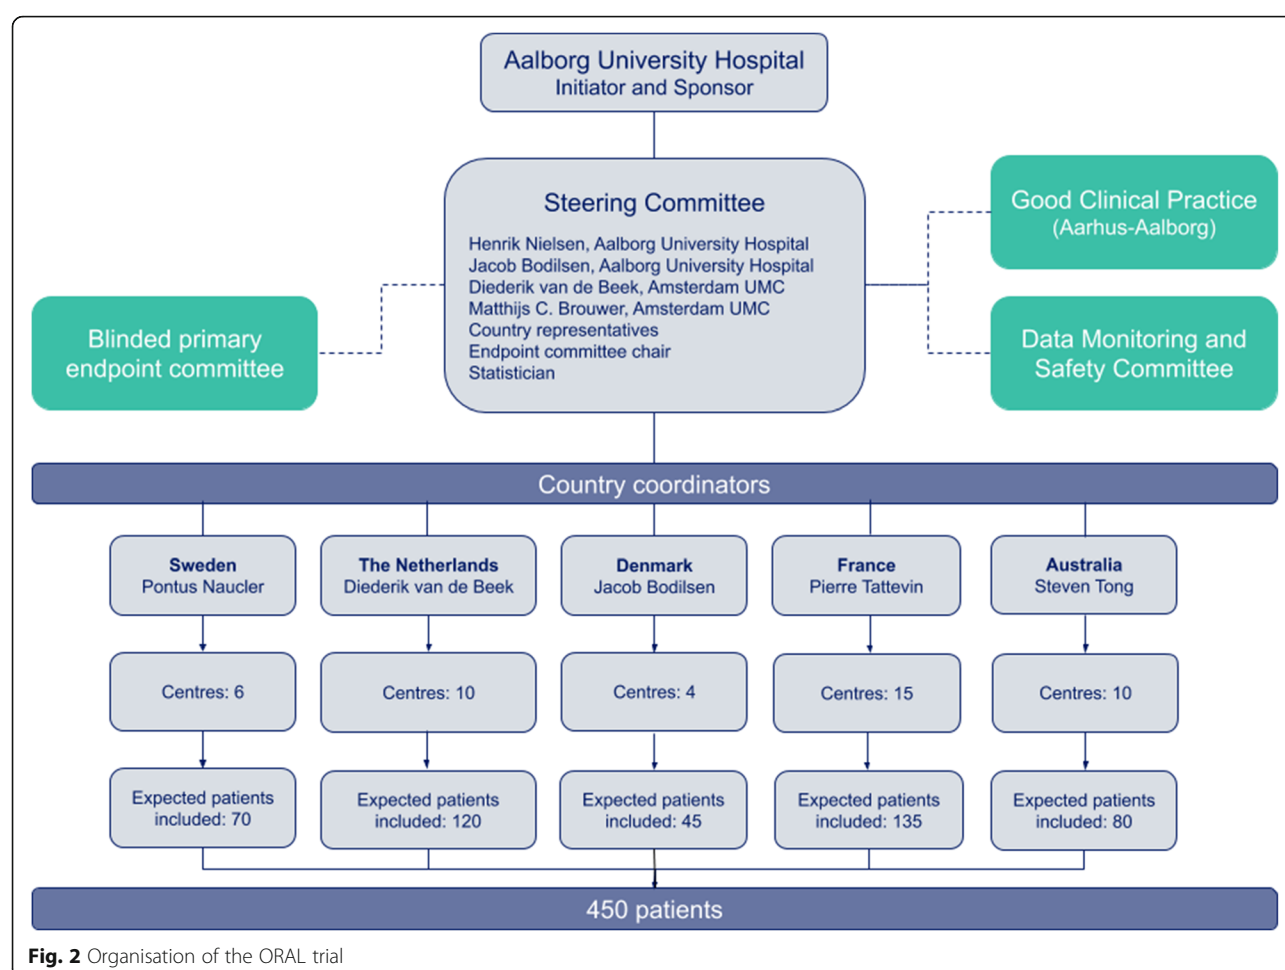 Aalborg University Hospital
Initiator and Sponsor
Steering Committee
Henrik Nielsen, Aalborg University Hospital
Jacob Bodilsen, Aalborg University Hospital
Diederik van de Beek, Amsterdam UMC
Matthijs C. Brouwer, Amsterdam UMC
Country representatives
Endpoint committee chair
Statistician
Good Clinical Practice
(Aarhus-Aalborg)
Blinded primary
endpoint committee
Data Monitoring and
Safety Committee
Country coordinators
Sweden
Pontus Naucler
The Netherlands
Diederik van de Beek
Denmark
Jacob Bodilsen
France
Pierre Tattevin
Australia
Steven Tong
Centres: 6
Centres: 10
Centres: 4
Centres: 15
Centres: 10
Expected patients
included: 70
Expected patients
included: 120
Expected patients
included: 45
Expected patients
included: 135
Expected patients
included: 80
450 patients
Fig. 2 Organisation of the ORAL trial